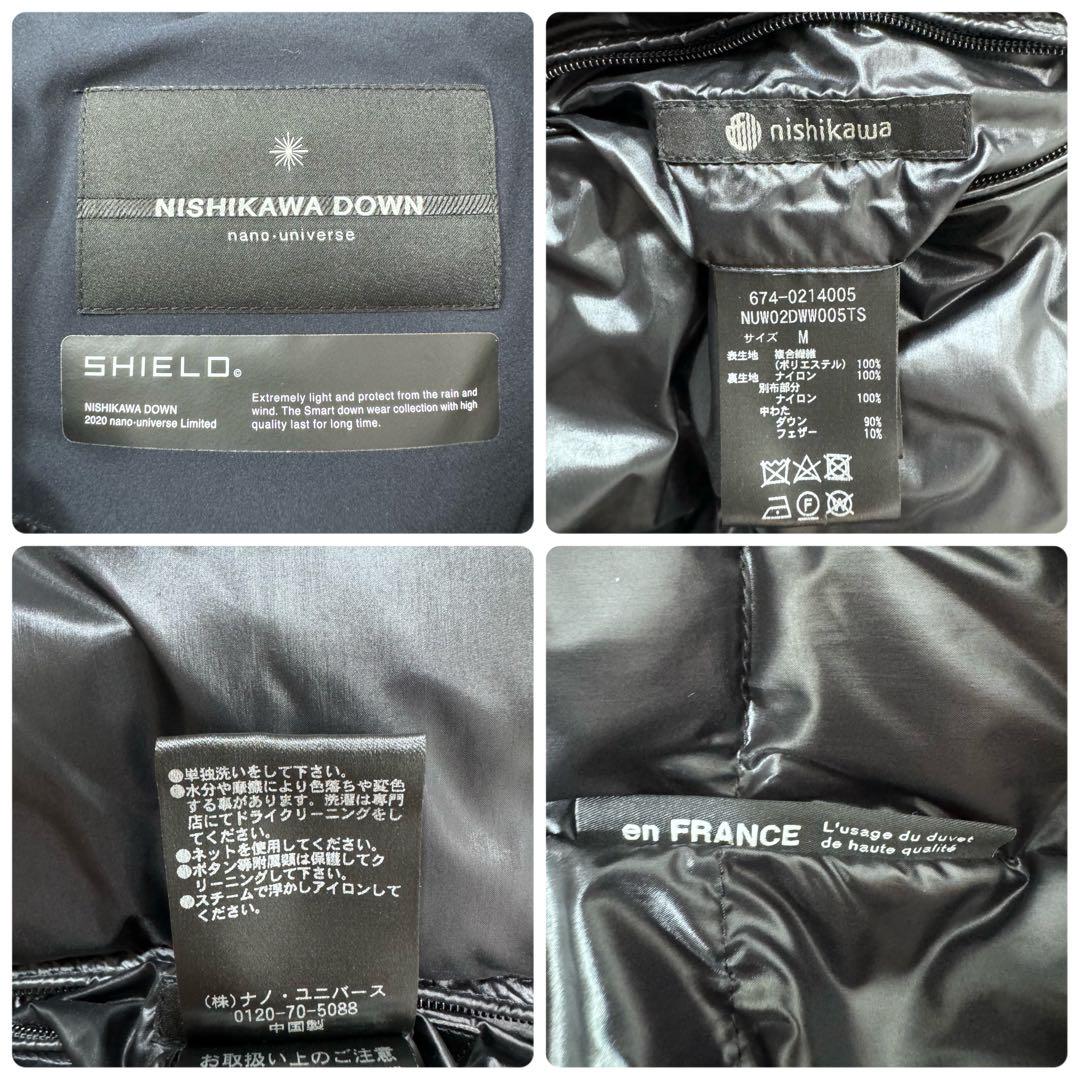 NISHIKAWA DOWN
nano・universe
SHIELD©
NISHIKAWA DOWN
2020 nano-universe Limited
Extremely light and protect from the rain and
wind. The Smart down wear collection with high
quality last for long time.
nishikawa
674-0214005
NUW02DWW005TS
サイズ M
表生地 複合繊維
(ポリエステル) 100%
裏生地 ナイロン 100%
別布部分
ナイロン 100%
中わた
ダウン 90%
フェザー 10%
F
W
●単独洗いをして下さい。
●水分や摩擦により色落ちや変色
する事があります。洗濯は専門
店にてドライクリーニングをし
てください。
●ネットを使用してください。
●ボタン等附属類は保護してク
リーニングして下さい。
●スチームで浮かしアイロンして
ください。
(株)ナノ・ユニバース
0120-70-5088
中国製
お取扱い上のご注意
en FRANCE
L'usage du duvet
de haute qualité